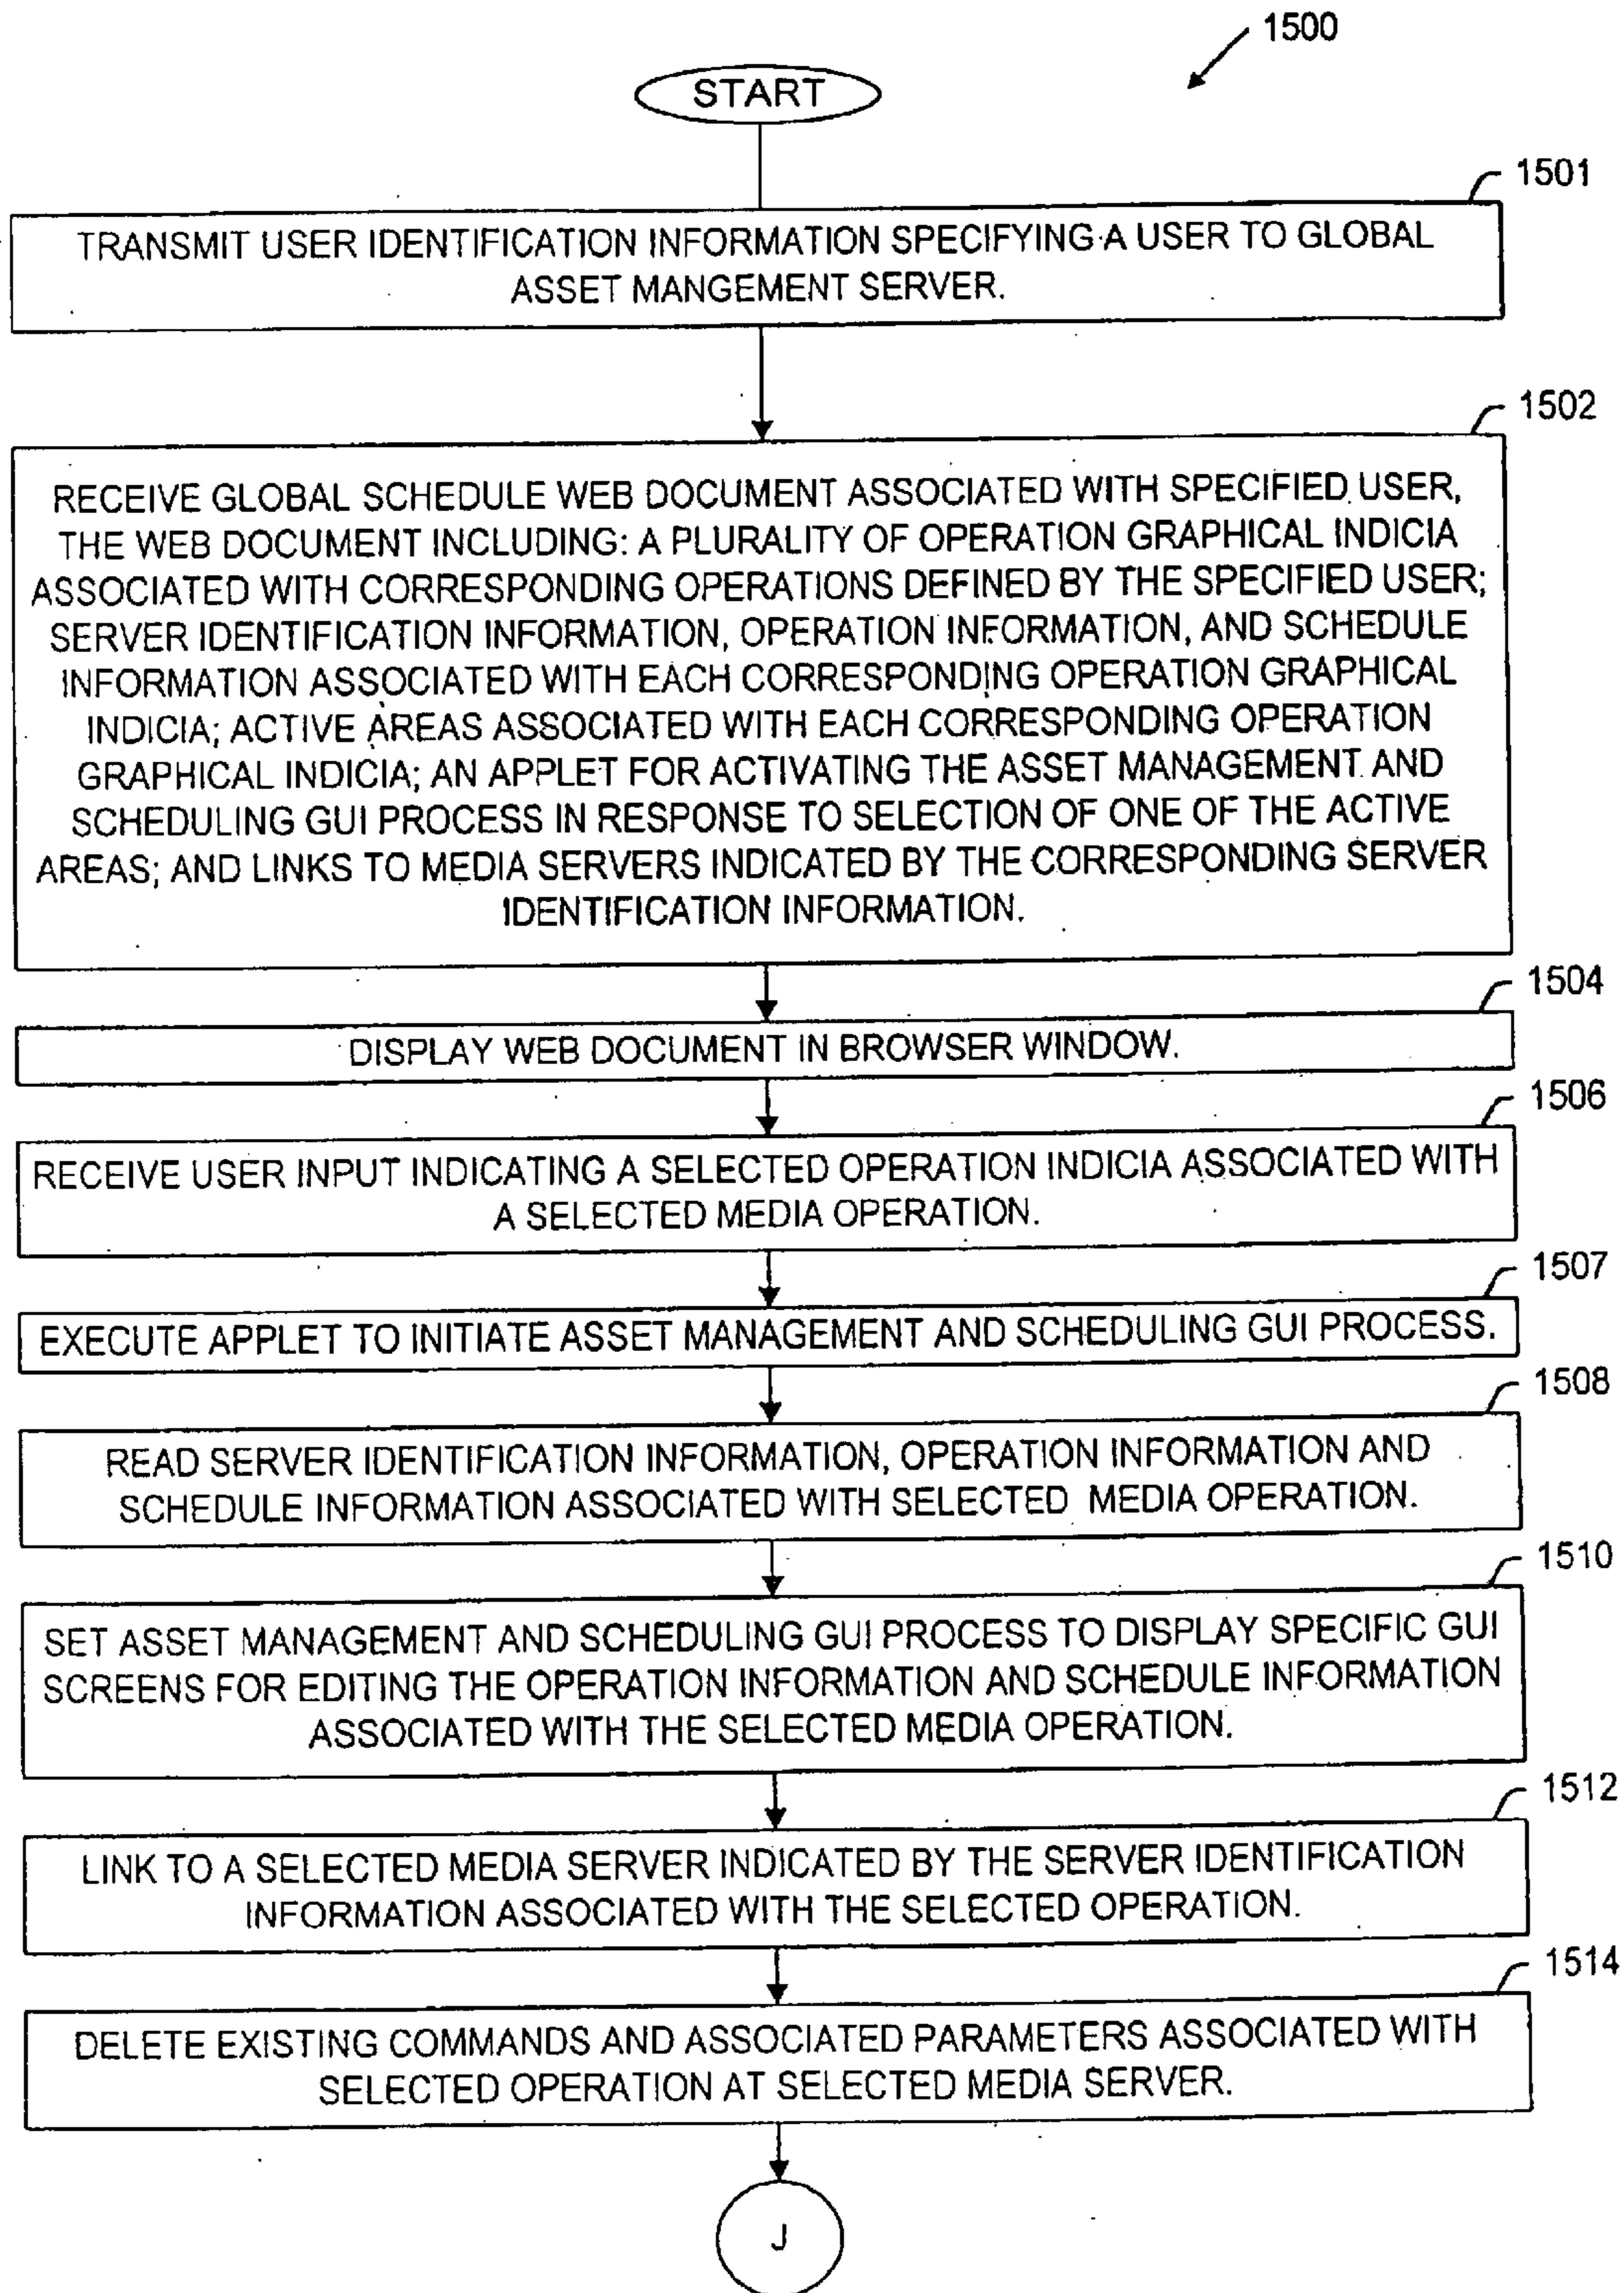 1500
START
1501
TRANSMIT USER IDENTIFICATION INFORMATION SPECIFYING A USER TO GLOBAL
ASSET MANGEMENT SERVER.
1502
RECEIVE GLOBAL SCHEDULE WEB DOCUMENT ASSOCIATED WITH SPECIFIED USER,
THE WEB DOCUMENT INCLUDING: A PLURALITY OF OPERATION GRAPHICAL INDICIA
ASSOCIATED WITH CORRESPONDING OPERATIONS DEFINED BY THE SPECIFIED USER;
SERVER IDENTIFICATION INFORMATION, OPERATION INFORMATION, AND SCHEDULE
INFORMATION ASSOCIATED WITH EACH CORRESPONDING OPERATION GRAPHICAL
INDICIA; ACTIVE AREAS ASSOCIATED WITH EACH CORRESPONDING OPERATION
GRAPHICAL INDICIA; AN APPLET FOR ACTIVATING THE ASSET MANAGEMENT AND
SCHEDULING GUI PROCESS IN RESPONSE TO SELECTION OF ONE OF THE ACTIVE
AREAS; AND LINKS TO MEDIA SERVERS INDICATED BY THE CORRESPONDING SERVER
IDENTIFICATION INFORMATION.
1504
DISPLAY WEB DOCUMENT IN BROWSER WINDOW.
1506
RECEIVE USER INPUT INDICATING A SELECTED OPERATION INDICIA ASSOCIATED WITH
A SELECTED MEDIA OPERATION.
1507
EXECUTE APPLET TO INITIATE ASSET MANAGEMENT AND SCHEDULING GUI PROCESS.
1508
READ SERVER IDENTIFICATION INFORMATION, OPERATION INFORMATION AND
SCHEDULE INFORMATION ASSOCIATED WITH SELECTED MEDIA OPERATION.
1510
SET ASSET MANAGEMENT AND SCHEDULING GUI PROCESS TO DISPLAY SPECIFIC GUI
SCREENS FOR EDITING THE OPERATION INFORMATION AND SCHEDULE INFORMATION
ASSOCIATED WITH THE SELECTED MEDIA OPERATION.
1512
LINK TO A SELECTED MEDIA SERVER INDICATED BY THE SERVER IDENTIFICATION
INFORMATION ASSOCIATED WITH THE SELECTED OPERATION.
1514
DELETE EXISTING COMMANDS AND ASSOCIATED PARAMETERS ASSOCIATED WITH
SELECTED OPERATION AT SELECTED MEDIA SERVER.
J